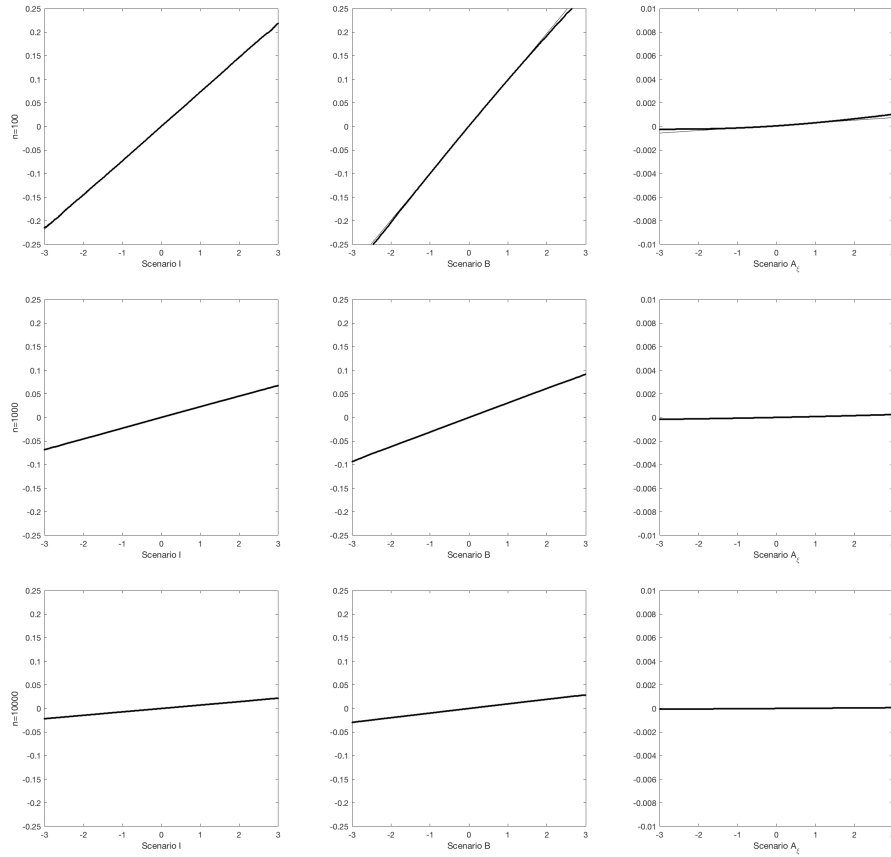 0.25 0.25 0.01
0.2 0.2 0.008
0.15 0.15 0.006
0.1 0.1 0.004
0.05 0.05 0.002
n=100 0 0 0
-0.05 -0.05 -0.002
-0.1 -0.1 -0.004
-0.15 -0.15 -0.006
-0.2 -0.2 -0.008
-0.25 -0.25 -0.01
-3 -2 -1 0 1 2 3 -3 -2 -1 0 1 2 3 -3 -2 -1 0 1 2 3
Scenario I Scenario B Scenario A_ξ
0.25 0.25 0.01
0.2 0.2 0.008
0.15 0.15 0.006
0.1 0.1 0.004
0.05 0.05 0.002
n=1000 0 0 0
-0.05 -0.05 -0.002
-0.1 -0.1 -0.004
-0.15 -0.15 -0.006
-0.2 -0.2 -0.008
-0.25 -0.25 -0.01
-3 -2 -1 0 1 2 3 -3 -2 -1 0 1 2 3 -3 -2 -1 0 1 2 3
Scenario I Scenario B Scenario A_ξ
0.25 0.25 0.01
0.2 0.2 0.008
0.15 0.15 0.006
0.1 0.1 0.004
0.05 0.05 0.002
n=10000 0 0 0
-0.05 -0.05 -0.002
-0.1 -0.1 -0.004
-0.15 -0.15 -0.006
-0.2 -0.2 -0.008
-0.25 -0.25 -0.01
-3 -2 -1 0 1 2 3 -3 -2 -1 0 1 2 3 -3 -2 -1 0 1 2 3
Scenario I Scenario B Scenario A_ξ